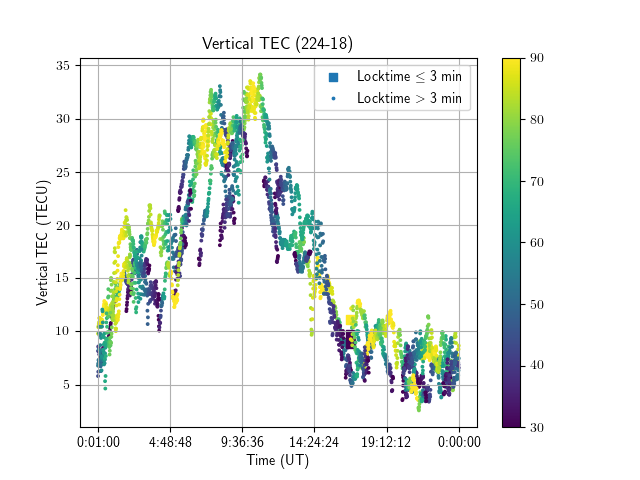 Vertical TEC (224-18)
Locktime ≤ 3 min
Locktime > 3 min
Vertical TEC (TECU)
35
30
25
20
15
10
5
0:01:00 4:48:48 9:36:36 14:24:24 19:12:12 0:00:00
Time (UT)
90
80
70
60
50
40
30